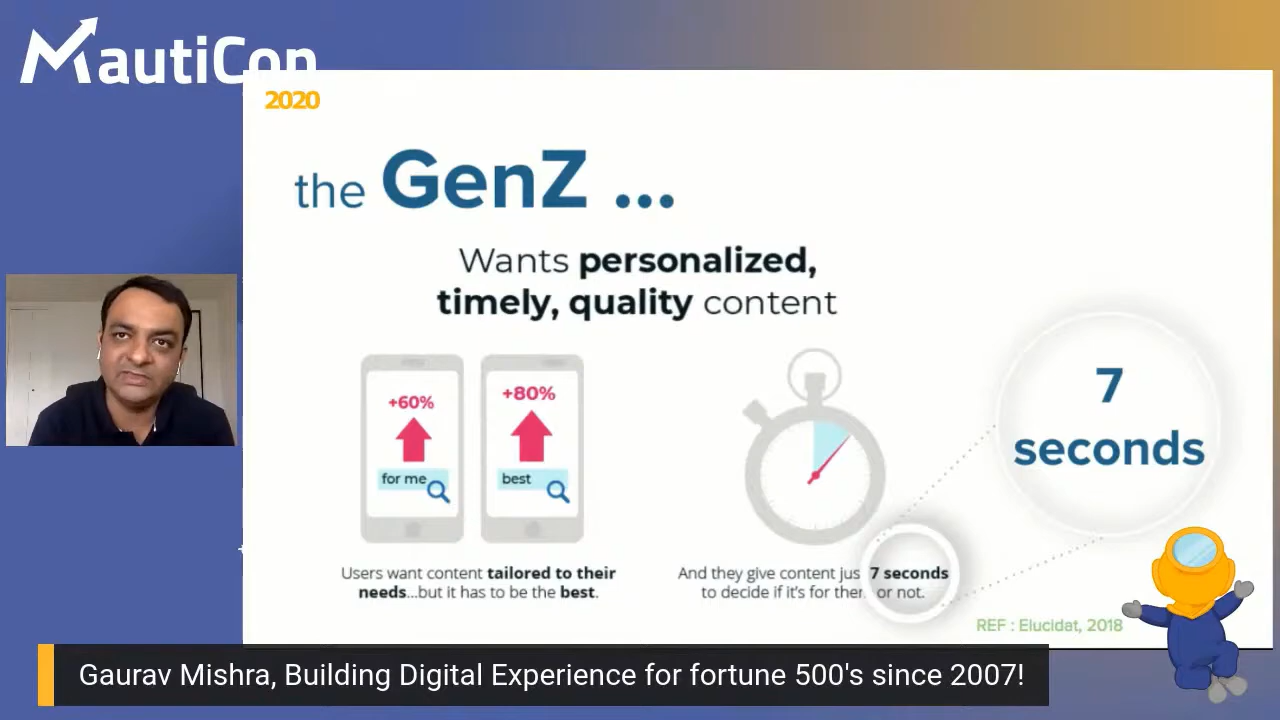 MautiCon
2020
the GenZ ...
Wants personalized,
timely, quality content
+60%
for me
+80%
best
7
seconds
Users want content tailored to their
needs...but it has to be the best.
And they give content jus 7 seconds
to decide if it's for ther or not.
REF : Elucidat, 2018
Gaurav Mishra, Building Digital Experience for fortune 500's since 2007!